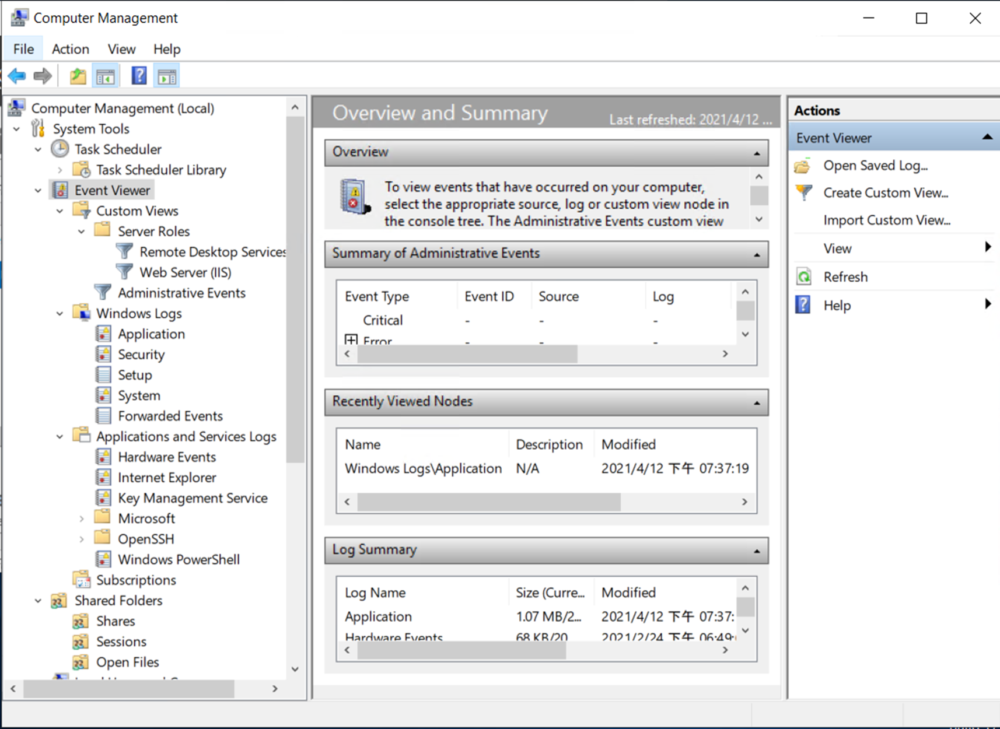 Computer Management
File Action View Help
Computer Management (Local)
System Tools
Task Scheduler
Task Scheduler Library
Event Viewer
Custom Views
Server Roles
Remote Desktop Services
Web Server (IIS)
Administrative Events
Windows Logs
Application
Security
Setup
System
Forwarded Events
Applications and Services Logs
Hardware Events
Internet Explorer
Key Management Service
Microsoft
OpenSSH
Windows PowerShell
Subscriptions
Shared Folders
Shares
Sessions
Open Files
Overview and Summary
Last refreshed: 2021/4/12 ...
Overview
To view events that have occurred on your computer,
select the appropriate source, log or custom view node in
the console tree. The Administrative Events custom view
Summary of Administrative Events
Event Type Event ID Source Log
Critical - - -
Error - - -
Recently Viewed Nodes
Name Description Modified
Windows Logs\Application N/A 2021/4/12 下午 07:37:19
Log Summary
Log Name Size (Curre... Modified
Application 1.07 MB/2... 2021/4/12 下午 07:37:
Hardware Events 68 KB/20 2021/2/24 下午 06:49:
Actions
Event Viewer
Open Saved Log...
Create Custom View...
Import Custom View...
View
Refresh
Help